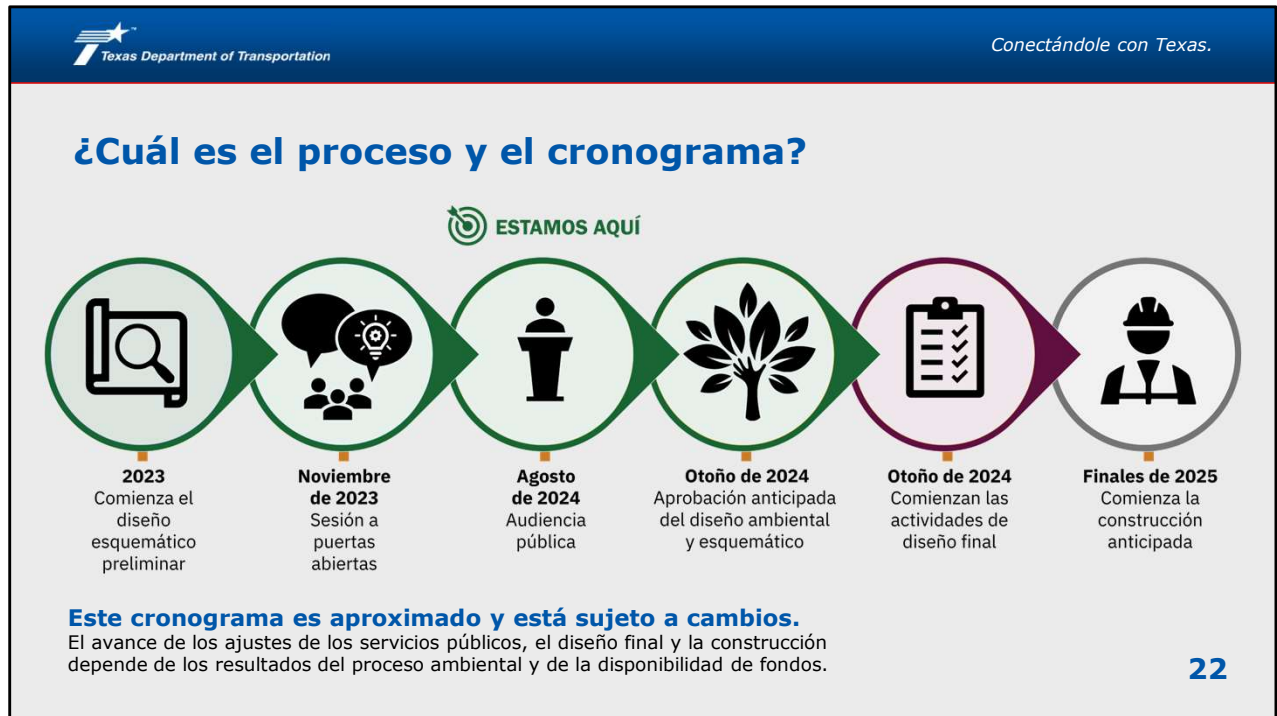 Texas Department of Transportation
Conectándole con Texas.
¿Cuál es el proceso y el cronograma?
ESTAMOS AQUÍ
2023
Comienza el
diseño
esquemático
preliminar
Noviembre
de 2023
Sesión a
puertas
abiertas
Agosto
de 2024
Audiencia
pública
Otoño de 2024
Aprobación anticipada
del diseño ambiental
y esquemático
Otoño de 2024
Comienzan las
actividades de
diseño final
Finales de 2025
Comienza la
construcción
anticipada
Este cronograma es aproximado y está sujeto a cambios.
El avance de los ajustes de los servicios públicos, el diseño final y la construcción
depende de los resultados del proceso ambiental y de la disponibilidad de fondos.
22